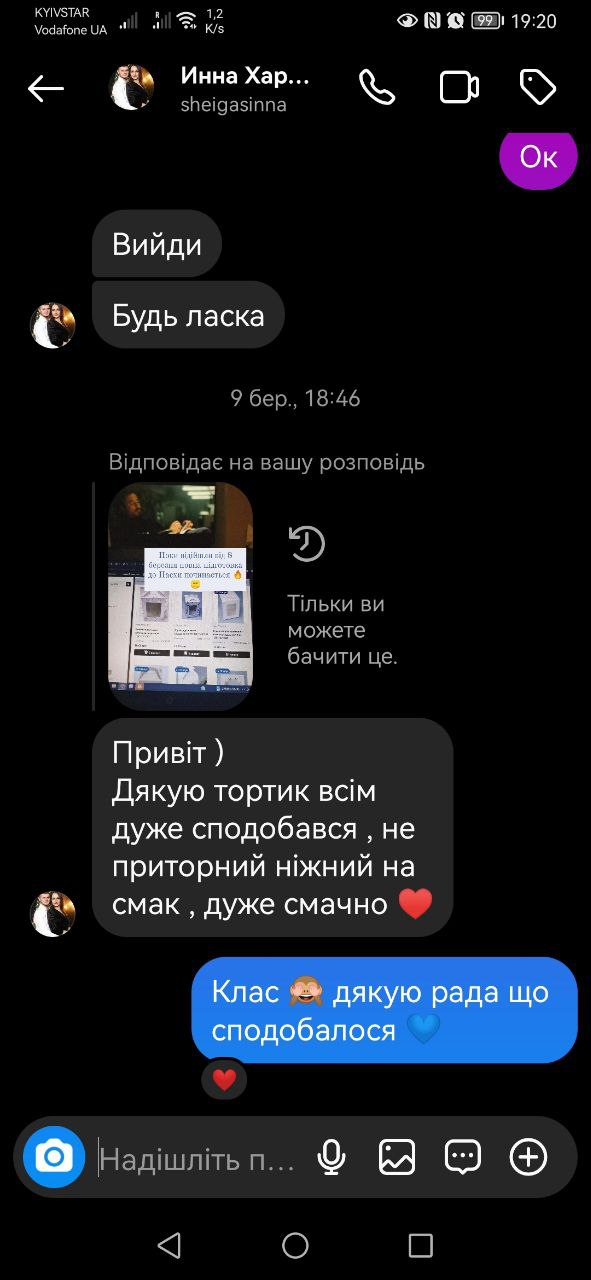 KYIVSTAR
Vodafone UA
1,2
K/s
99
19:20
Инна Хар...
sheigasinna
Ок
Вийди
Будь ласка
9 бер., 18:46
Відповідає на вашу розповідь
Поки відійшли від 8
березня повна підготовка
до Пасхи починається 🔥
Тільки ви
можете
бачити це.
Привіт )
Дякую тортик всім
дуже сподобався , не
приторний ніжний на
смак , дуже смачно ❤️
Клас 🙈 дякую рада що
сподобалося 💙
❤️
Надішліть п...